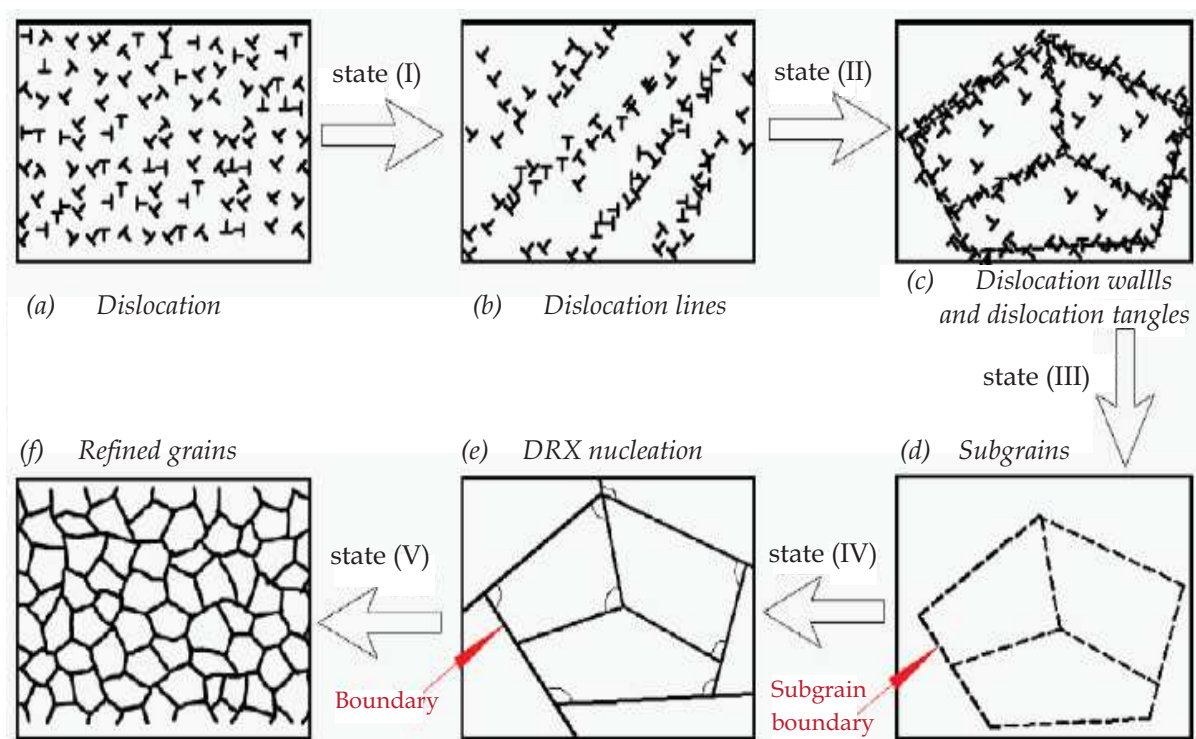 state (I)
state (II)
(a) Dislocation
(b) Dislocation lines
(c) Dislocation wallls
and dislocation tangles
state (III)
(f) Refined grains
(e) DRX nucleation
(d) Subgrains
state (V)
state (IV)
Boundary
Subgrain
boundary